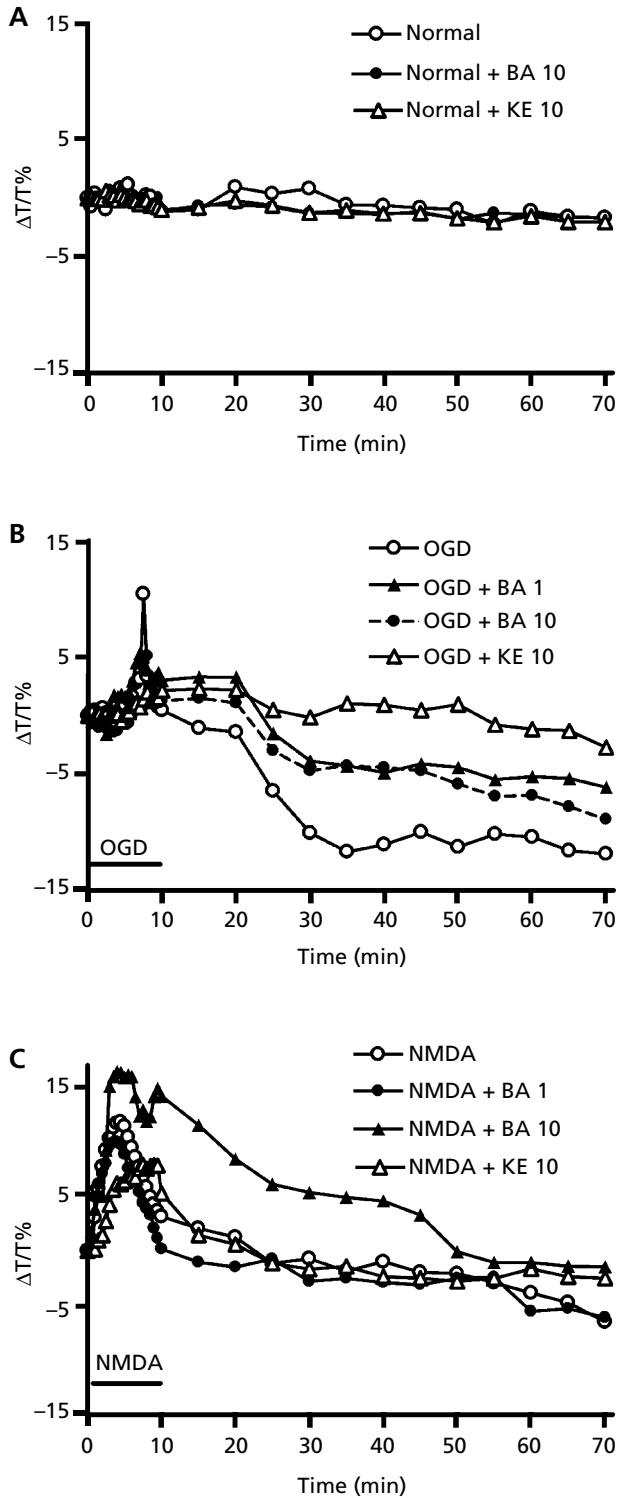 A
15
5
−5
−15
ΔT/T%
Normal
Normal + BA 10
Normal + KE 10
0 10 20 30 40 50 60 70
Time (min)
B
15
5
−5
−15
ΔT/T%
OGD
OGD + BA 1
OGD + BA 10
OGD + KE 10
OGD
0 10 20 30 40 50 60 70
Time (min)
C
15
5
−5
−15
ΔT/T%
NMDA
NMDA + BA 1
NMDA + BA 10
NMDA + KE 10
NMDA
0 10 20 30 40 50 60 70
Time (min)